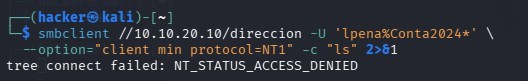 ┌──(hacker㉿kali)-[~]
└─$ smbclient //10.10.20.10/direccion -U 'lpena%Conta2024*' \
--option="client min protocol=NT1" -c "ls" 2>&1
tree connect failed: NT_STATUS_ACCESS_DENIED